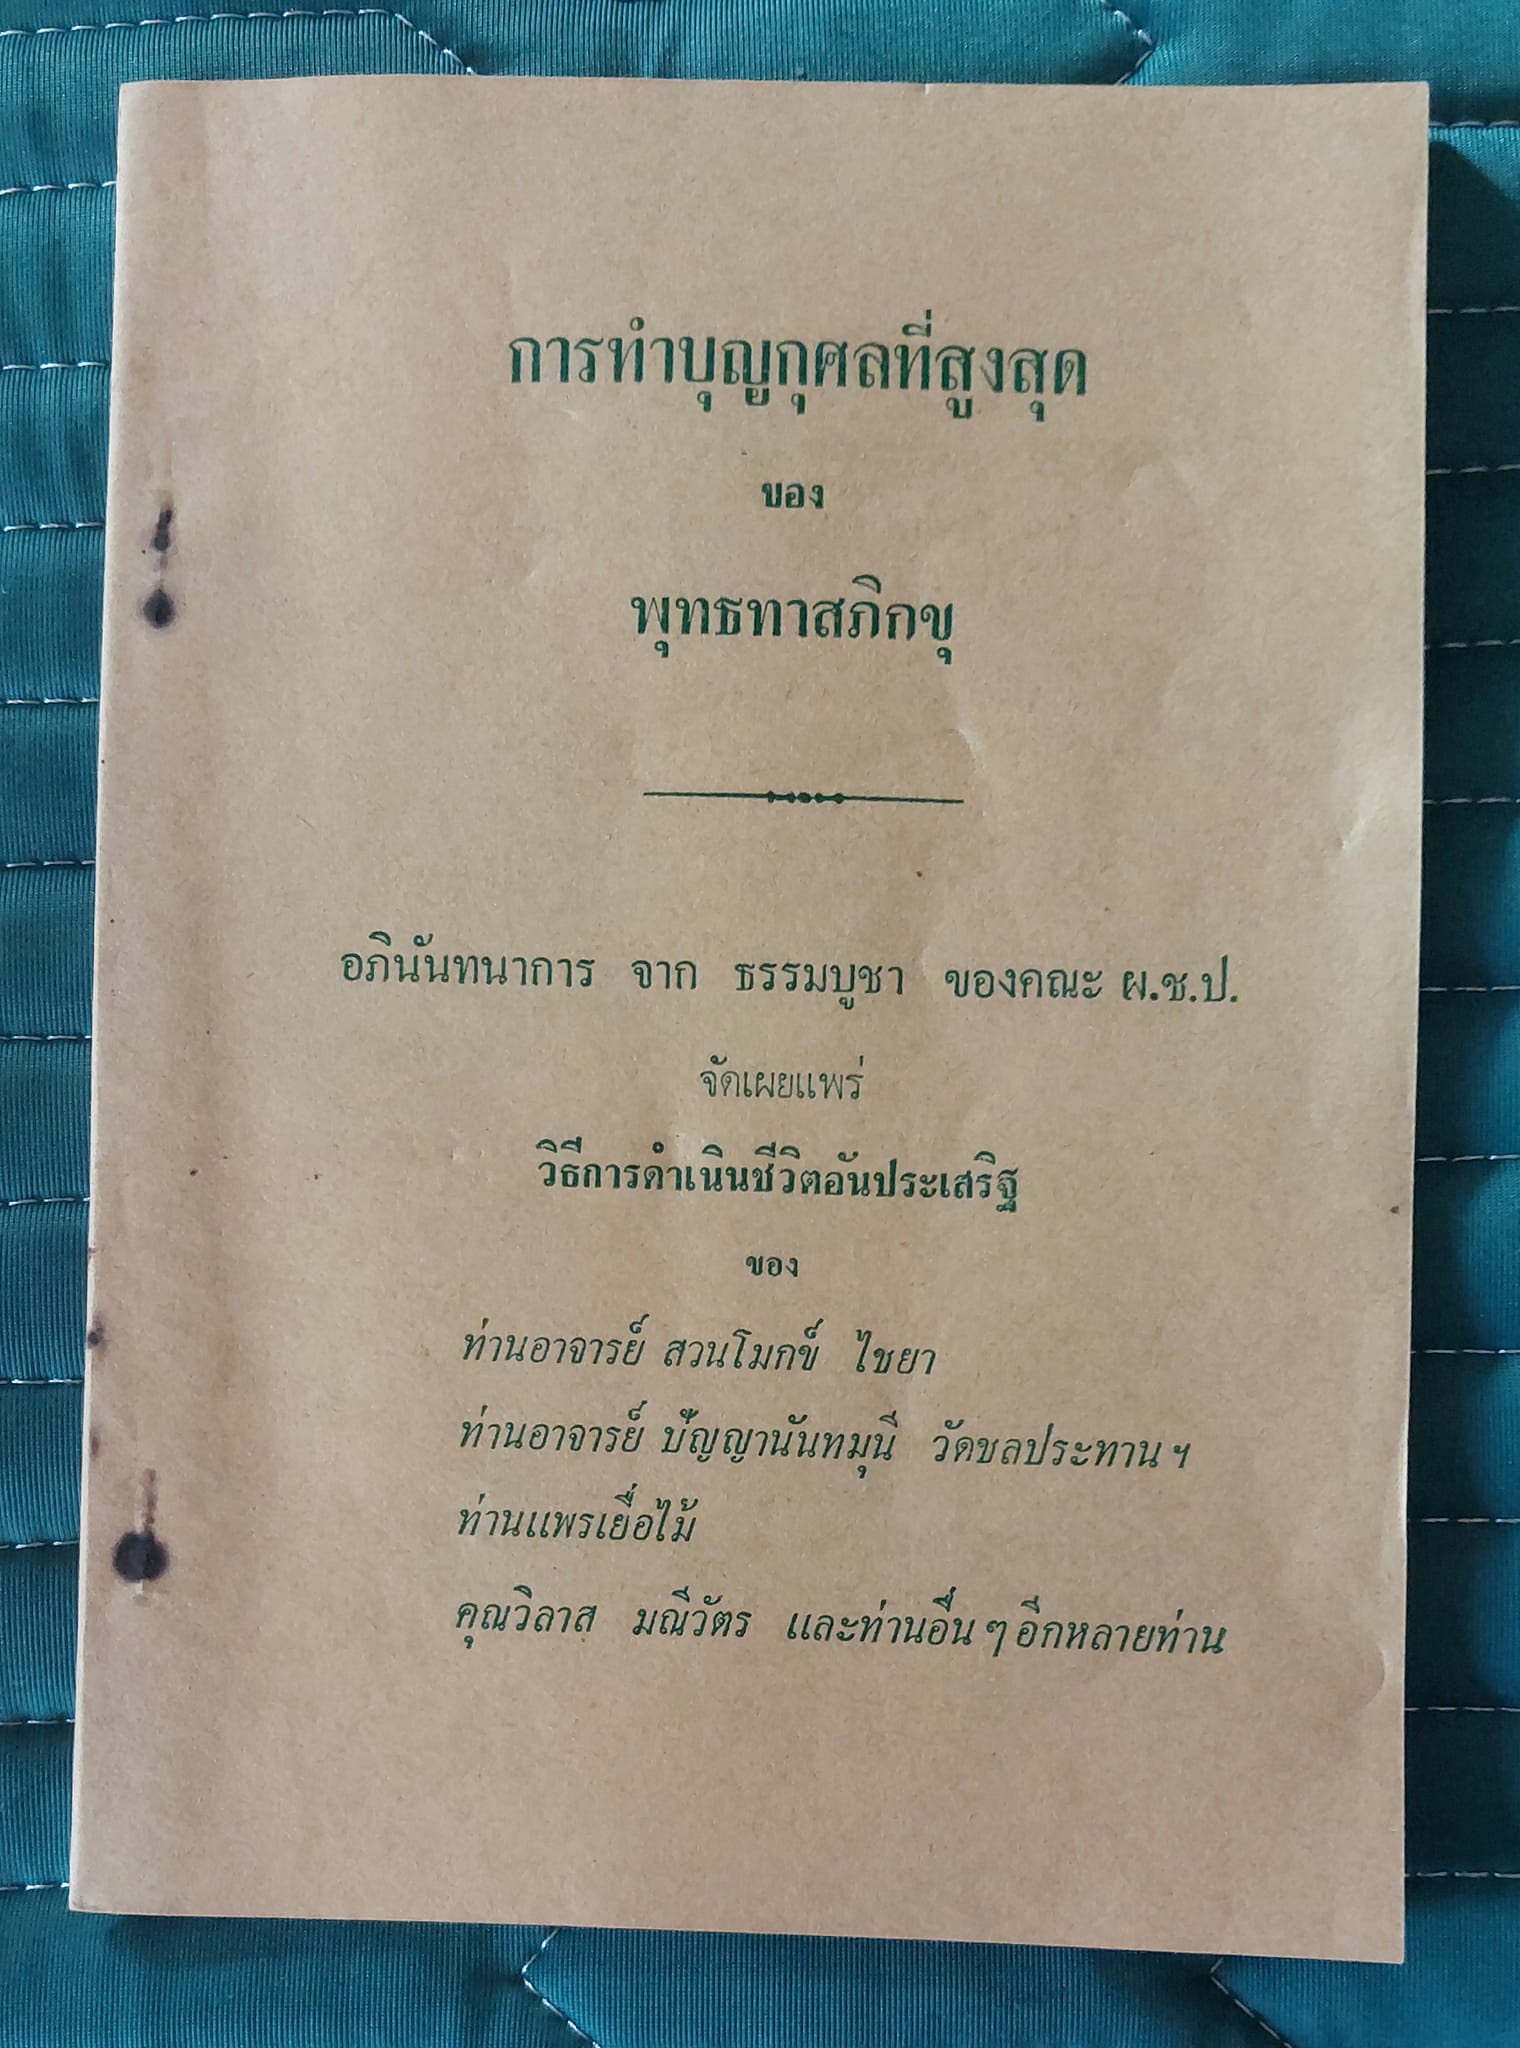 การทำบุญกุศลที่สูงสุด
ของ
พุทธทาสภิกขุ
อภินันทนาการ จาก ธรรมบูชา ของคณะ ผ.ช.ป.
จัดเผยแพร่
วิธีการดำเนินชีวิตอันประเสริฐ
ของ
ท่านอาจารย์ สวนโมกข์ ไชยา
ท่านอาจารย์ ปัญญานันทมุนี วัดชลประทานฯ
ท่านแพรเยื่อไม้
คุณวิลาส มณีวัตร และท่านอื่นๆ อีกหลายท่าน